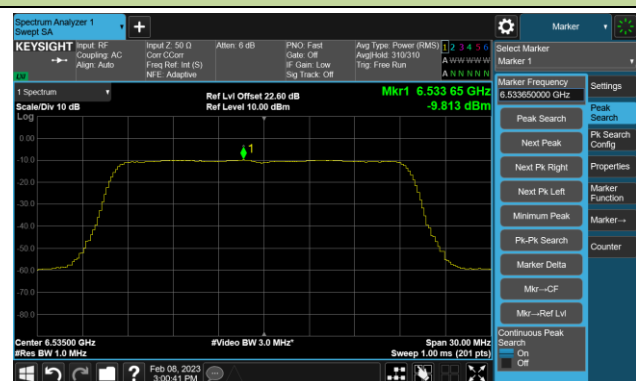 Spectrum Analyzer 1
Swept SA
Marker
KEYSIGHT Input: RF Input Z: 50 Ω Atten: 6 dB PNO: Fast Avg Type: Power (RMS) 1 2 3 4 5 6
Coupling: AC Corr CCorr Gate: Off Avg|Hold: 310/310 A W W W W W
Align: Auto Freq Ref: Int (S) IF Gain: Low Trig: Free Run
NFE: Adaptive Sig Track: Off A N N N N N
Select Marker
Marker 1
1 Spectrum
Scale/Div 10 dB
Log
Ref Lvl Offset 22.60 dB
Ref Level 10.00 dBm
Mkr1 6.533 65 GHz
-9.813 dBm
0.00
-10.0
-20.0
-30.0
-40.0
-50.0
-60.0
-70.0
-80.0
1
Center 6.53500 GHz
#Res BW 1.0 MHz
#Video BW 3.0 MHz*
Span 30.00 MHz
Sweep 1.00 ms (201 pts)
Marker Frequency
6.533650000 GHz
Peak Search
Next Peak
Next Pk Right
Next Pk Left
Minimum Peak
Pk-Pk Search
Marker Delta
Mkr→CF
Mkr→Ref Lvl
Continuous Peak
Search
On
Off
Settings
Peak
Search
Pk Search
Config
Properties
Marker
Function
Marker→
Counter
Feb 08, 2023
3:00:41 PM